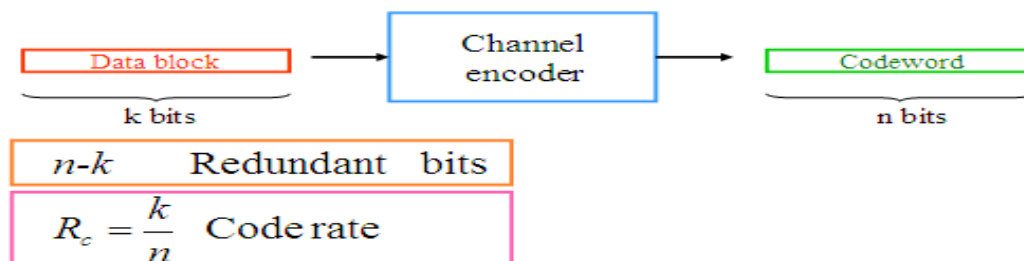 Data block
Channel
encoder
Codeword
k bits
n bits
n-k Redundant bits
R_c = k/n Code rate